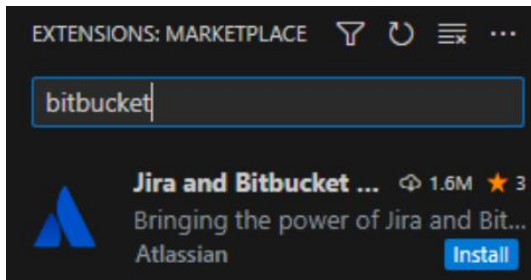 EXTENSIONS: MARKETPLACE
bitbucket
Jira and Bitbucket ... 1.6M 3
Bringing the power of Jira and Bit...
Atlassian Install